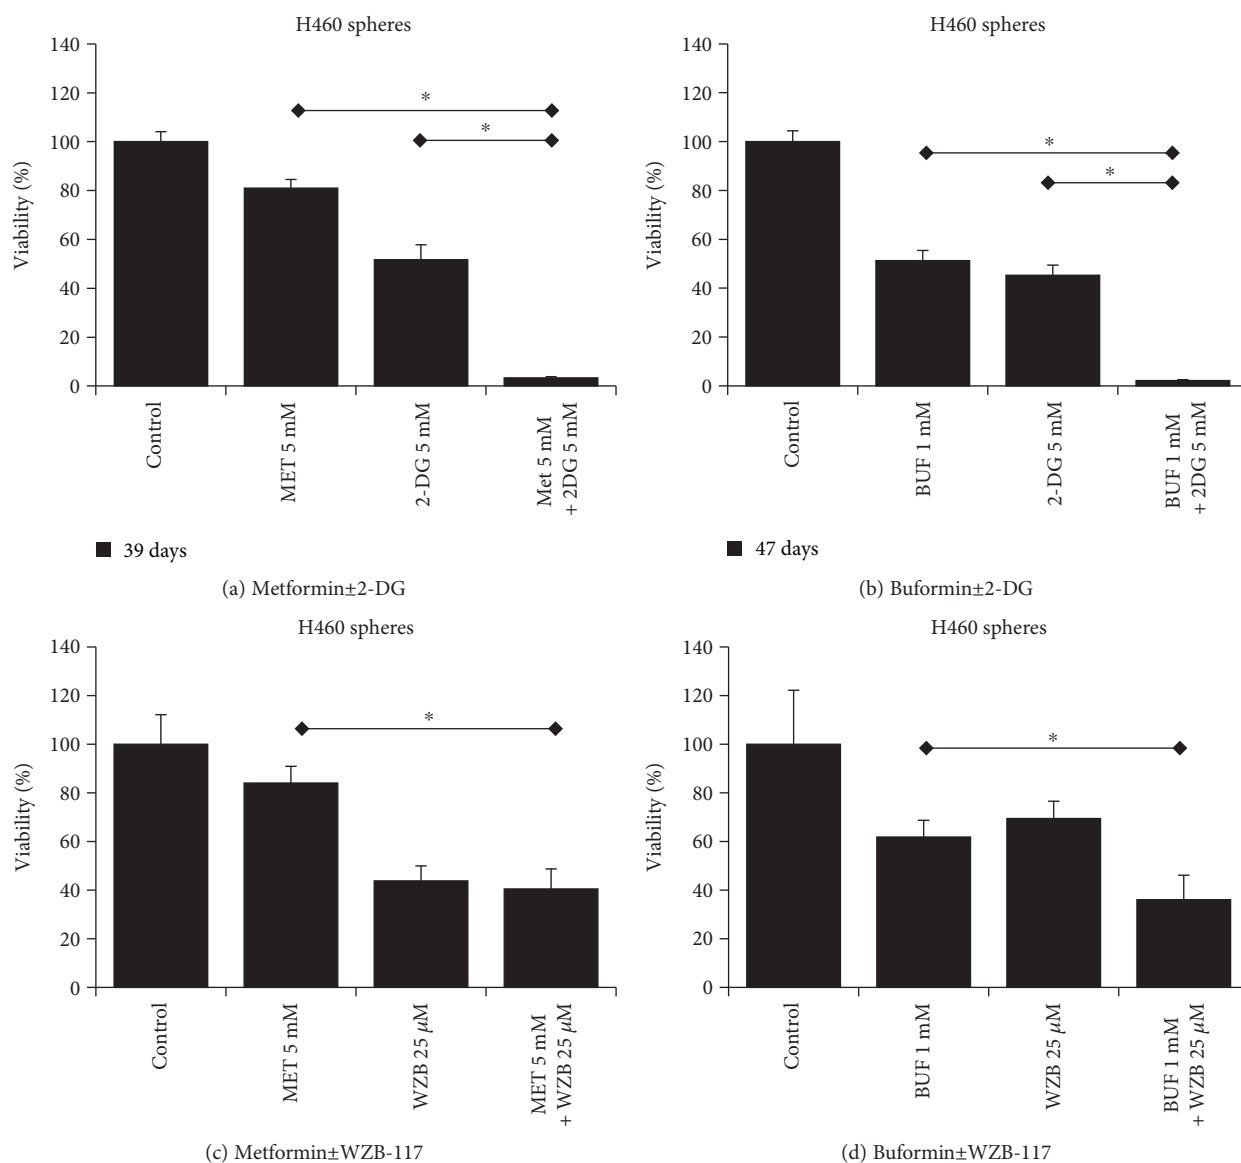 H460 spheres
140
120
100
80
60
40
20
0
Viability (%)
*
*
Control
MET 5 mM
2-DG 5 mM
Met 5 mM
+ 2DG 5 mM
39 days
(a) Metformin±2-DG
H460 spheres
140
120
100
80
60
40
20
0
Viability (%)
*
*
Control
BUF 1 mM
2-DG 5 mM
BUF 1 mM
+ 2DG 5 mM
47 days
(b) Buformin±2-DG
H460 spheres
140
120
100
80
60
40
20
0
Viability (%)
*
Control
MET 5 mM
WZB 25 μM
MET 5 mM
+ WZB 25 μM
(c) Metformin±WZB-117
H460 spheres
140
120
100
80
60
40
20
0
Viability (%)
*
Control
BUF 1 mM
WZB 25 μM
BUF 1 mM
+ WZB 25 μM
(d) Buformin±WZB-117